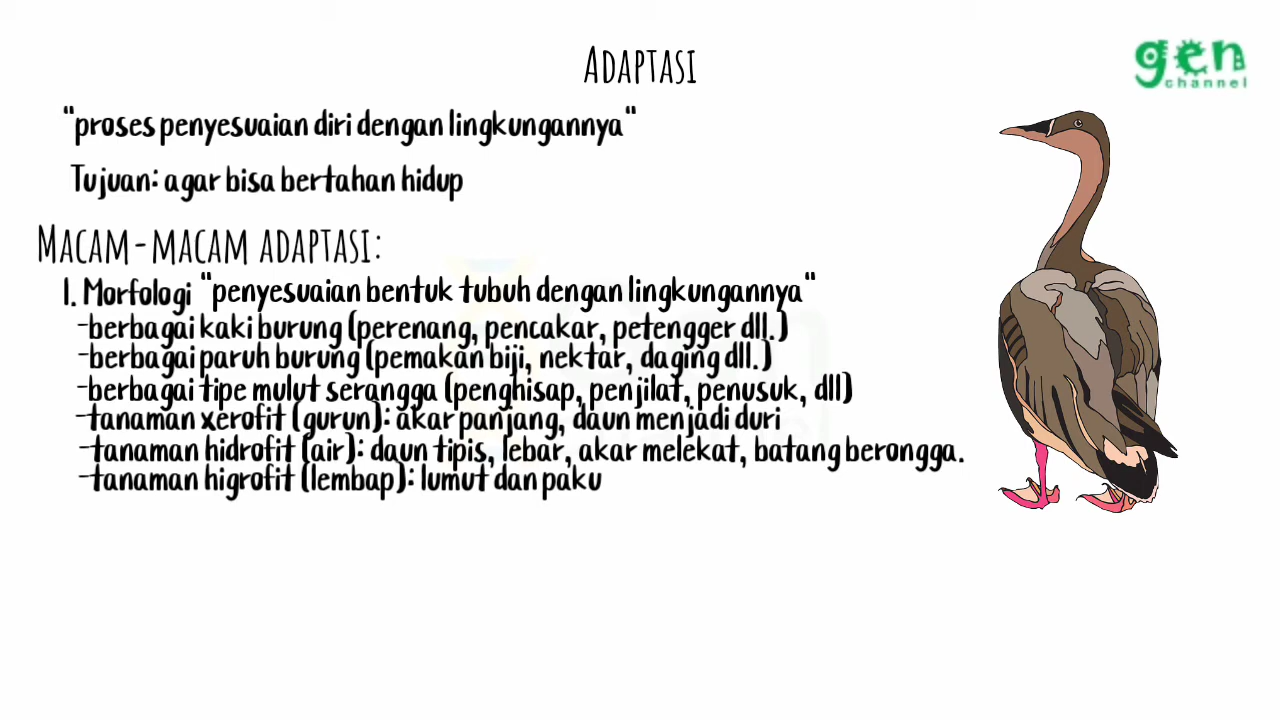 ADAPTASI
gen
channel
"proses penyesuaian diri dengan lingkungannya"
Tujuan: agar bisa bertahan hidup
MACAM-MACAM ADAPTASI:
1. Morfologi "penyesuaian bentuk tubuh dengan lingkungannya"
-berbagai kaki burung (perenang, pencakar, petengger dll.)
-berbagai paruh burung (pemakan biji, nektar, daging dll.)
-berbagai tipe mulut serangga (penghisap, penjilat, penusuk, dll)
-tanaman xerofit (gurun): akar panjang, daun menjadi duri
-tanaman hidrofit (air): daun tipis, lebar, akar melekat, batang berongga.
-tanaman higrofit (lembap): lumut dan paku